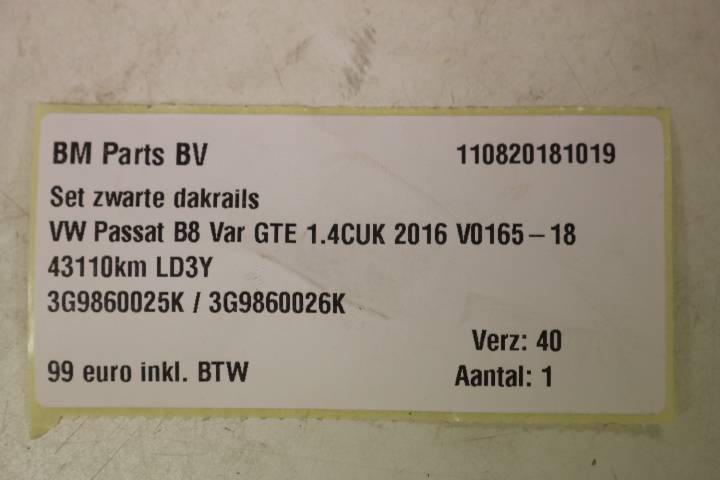 BM Parts BV 110820181019
Set zwarte dakrails
VW Passat B8 Var GTE 1.4CUK 2016 V0165-18
43110km LD3Y
3G9860025K / 3G9860026K
Verz: 40
99 euro inkl. BTW Aantal: 1